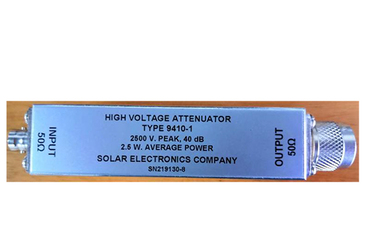 INPUT
50Ω
HIGH VOLTAGE ATTENUATOR
TYPE 9410-1
2500 V. PEAK, 40 dB
2.5 W. AVERAGE POWER
SOLAR ELECTRONICS COMPANY
SN219130-8
OUTPUT
50Ω